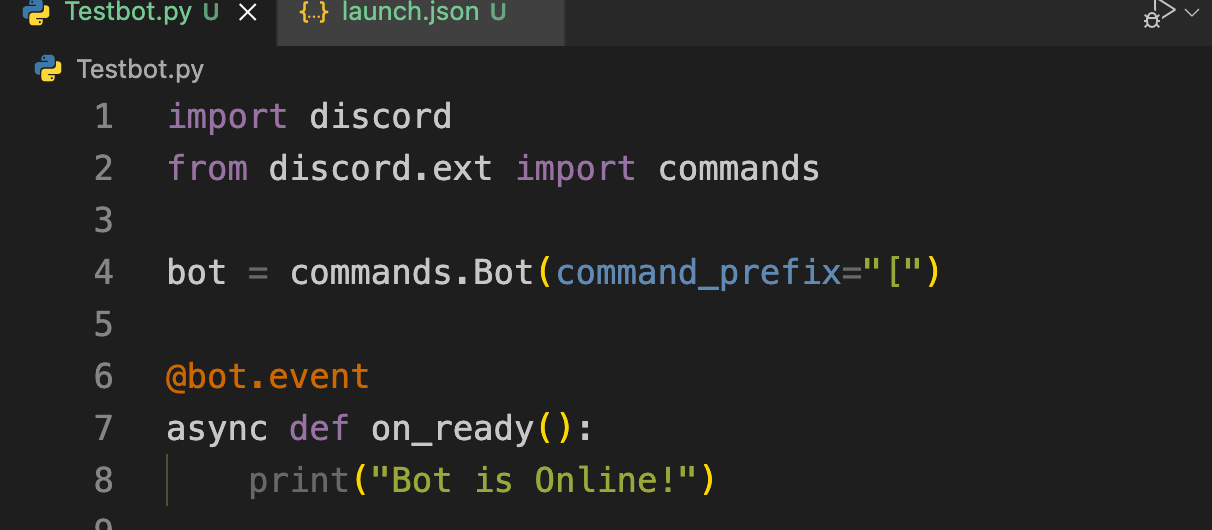 Testbot.py U × {...} launch.json U
Testbot.py
1 import discord
2 from discord.ext import commands
3
4 bot = commands.Bot(command_prefix="[")
5
6 @bot.event
7 async def on_ready():
8     print("Bot is Online!")
9